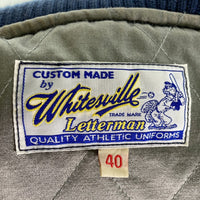 CUSTOM MADE
by
Whitesville
TRADE MARK
Letterman
QUALITY ATHLETIC UNIFORMS
40